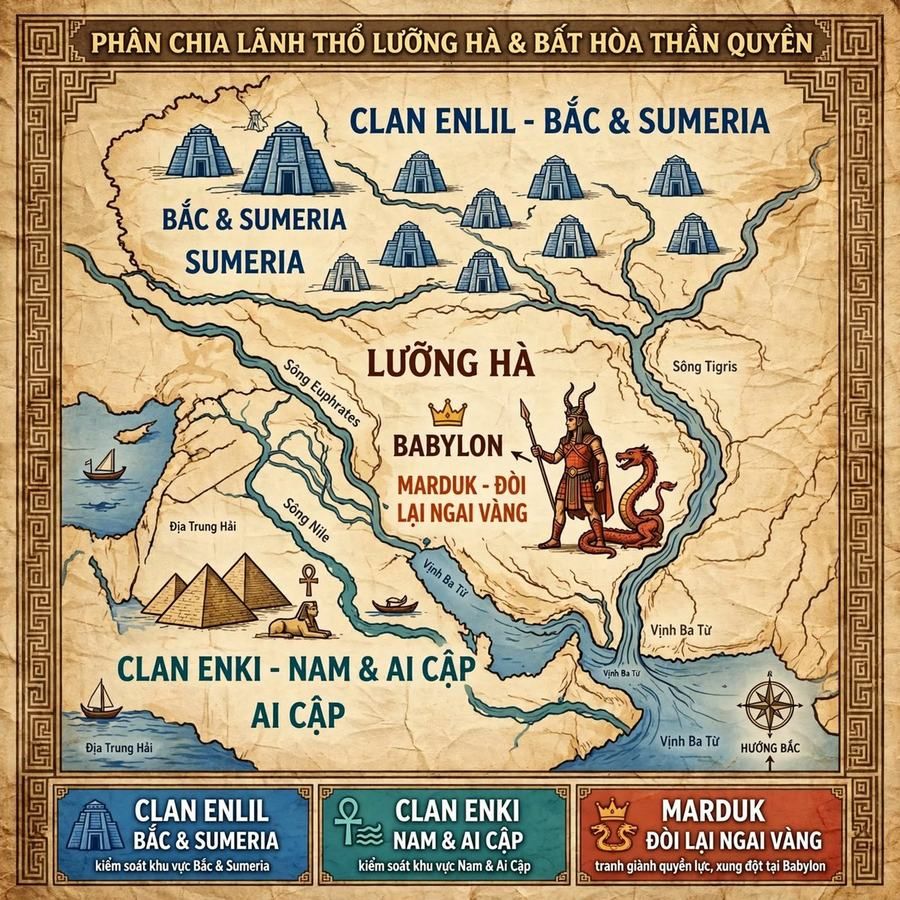 PHÂN CHIA LÃNH THỔ LƯỠNG HÀ & BẤT HÒA THẦN QUYỀN
CLAN ENLIL - BẮC & SUMERIA
BẮC & SUMERIA
SUMERIA
LƯỠNG HÀ
Sông Tigris
Sông Euphrates
BABYLON
MARDUK - ĐÒI
LẠI NGAI VÀNG
Địa Trung Hải
Sông Nile
Vịnh Ba Tư
Vịnh Ba Từ
CLAN ENKI - NAM & AI CẬP
AI CẬP
Vịnh Ba Tư
Địa Trung Hải
Vịnh Ba Từ
HƯỚNG BẮC
CLAN ENLIL
BẮC & SUMERIA
kiểm soát khu vực Bắc & Sumeria
CLAN ENKI
NAM & AI CẬP
kiểm soát khu vực Nam & Ai Cập
MARDUK
ĐÒI LẠI NGAI VÀNG
tranh giành quyền lực, xung đột tại Babylon